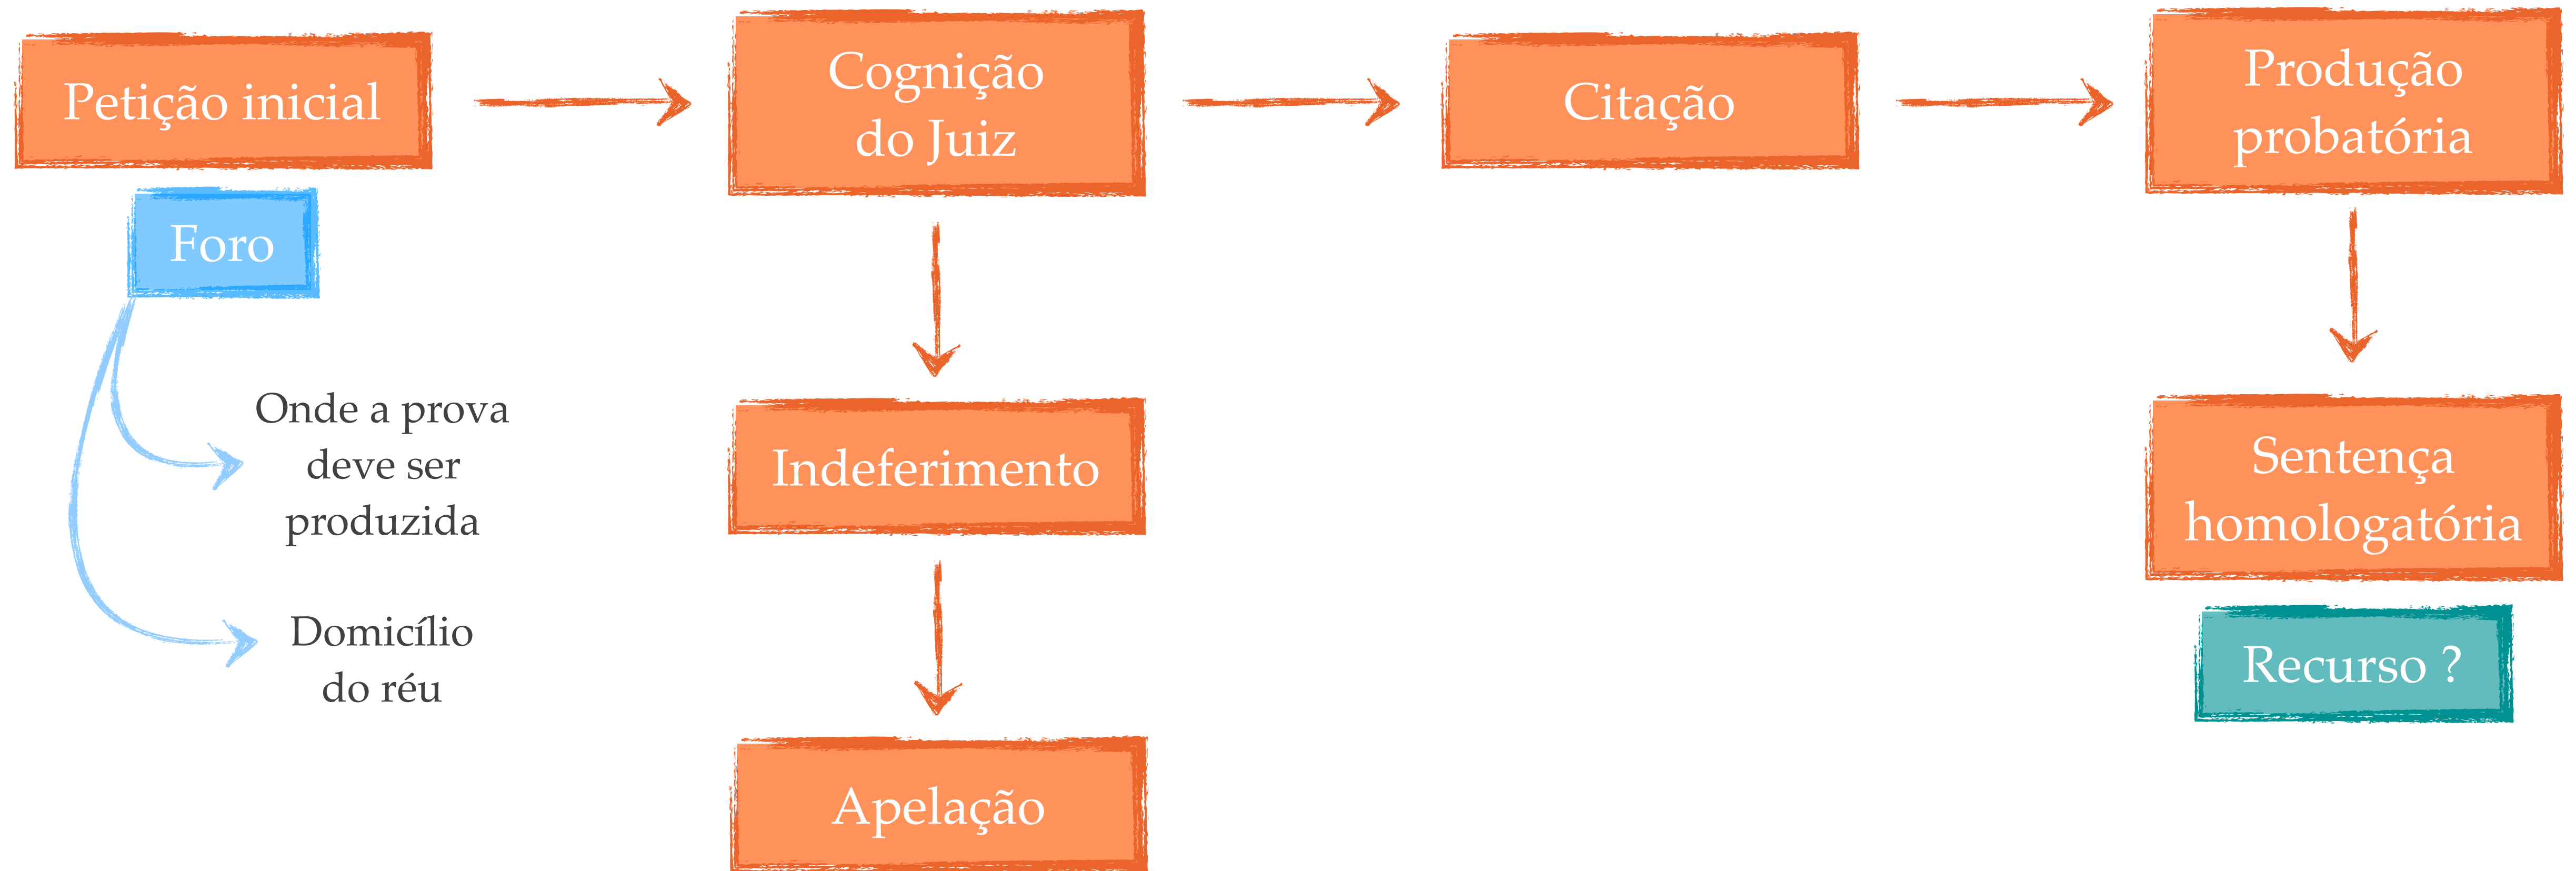 Petição inicial
Cognição
do Juiz
Citação
Produção
probatória
Foro
Onde a prova
deve ser
produzida
Domicílio
do réu
Indeferimento
Apelação
Sentença
homologatória
Recurso ?